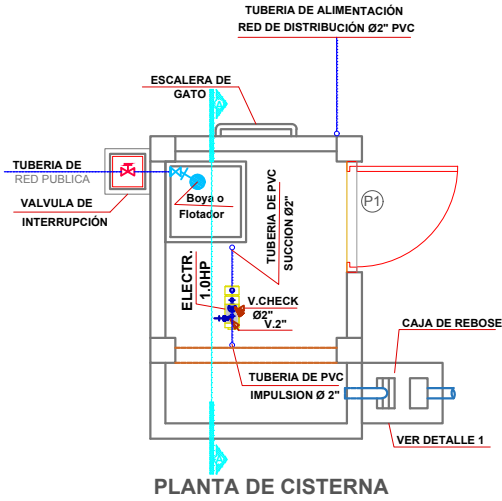 TUBERIA DE ALIMENTACIÓN
RED DE DISTRIBUCIÓN Ø2" PVC
ESCALERA DE
GATO
TUBERIA DE
RED PUBLICA
VALVULA DE
INTERRUPCIÓN
Boya o
Flotador
TUBERIA DE PVC
SUCCION Ø2"
P1
ELECTR.
1.0HP
V.CHECK
Ø2"
V.2"
CAJA DE REBOSE
TUBERIA DE PVC
IMPULSION Ø 2"
VER DETALLE 1
PLANTA DE CISTERNA